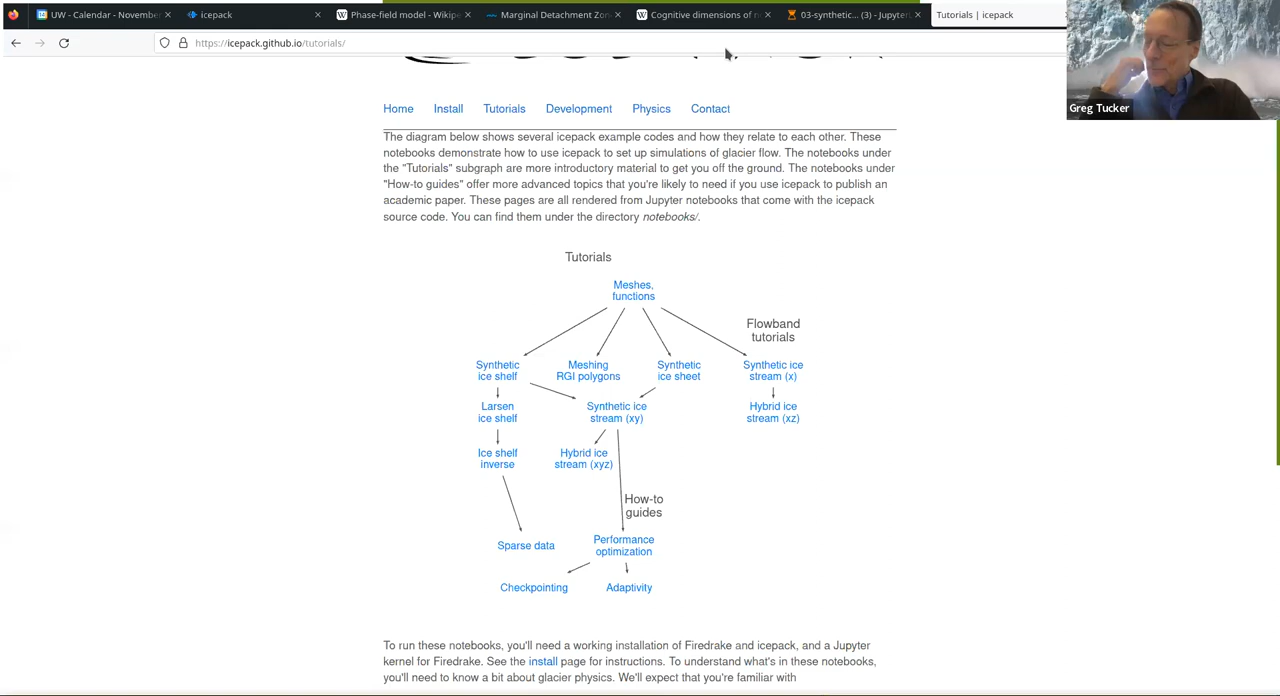 UW - Calendar - November
icepack
Phase-field model - Wikipe
Marginal Detachment Zon
Cognitive dimensions of n
03-synthetic... (3) - Jupyter
Tutorials | icepack
https://icepack.github.io/tutorials/
Greg Tucker
Home Install Tutorials Development Physics Contact
The diagram below shows several icepack example codes and how they relate to each other. These
notebooks demonstrate how to use icepack to set up simulations of glacier flow. The notebooks under
the "Tutorials" subgraph are more introductory material to get you off the ground. The notebooks under
"How-to guides" offer more advanced topics that you're likely to need if you use icepack to publish an
academic paper. These pages are all rendered from Jupyter notebooks that come with the icepack
source code. You can find them under the directory notebooks/.
Tutorials
Meshes,
functions
Flowband
tutorials
Synthetic
ice shelf
Meshing
RGI polygons
Synthetic
ice sheet
Synthetic ice
stream (x)
Larsen
ice shelf
Synthetic ice
stream (xy)
Hybrid ice
stream (xz)
Ice shelf
inverse
Hybrid ice
stream (xyz)
How-to
guides
Sparse data
Performance
optimization
Checkpointing
Adaptivity
To run these notebooks, you'll need a working installation of Firedrake and icepack, and a Jupyter
kernel for Firedrake. See the install page for instructions. To understand what's in these notebooks,
you'll need to know a bit about glacier physics. We'll expect that you're familiar with